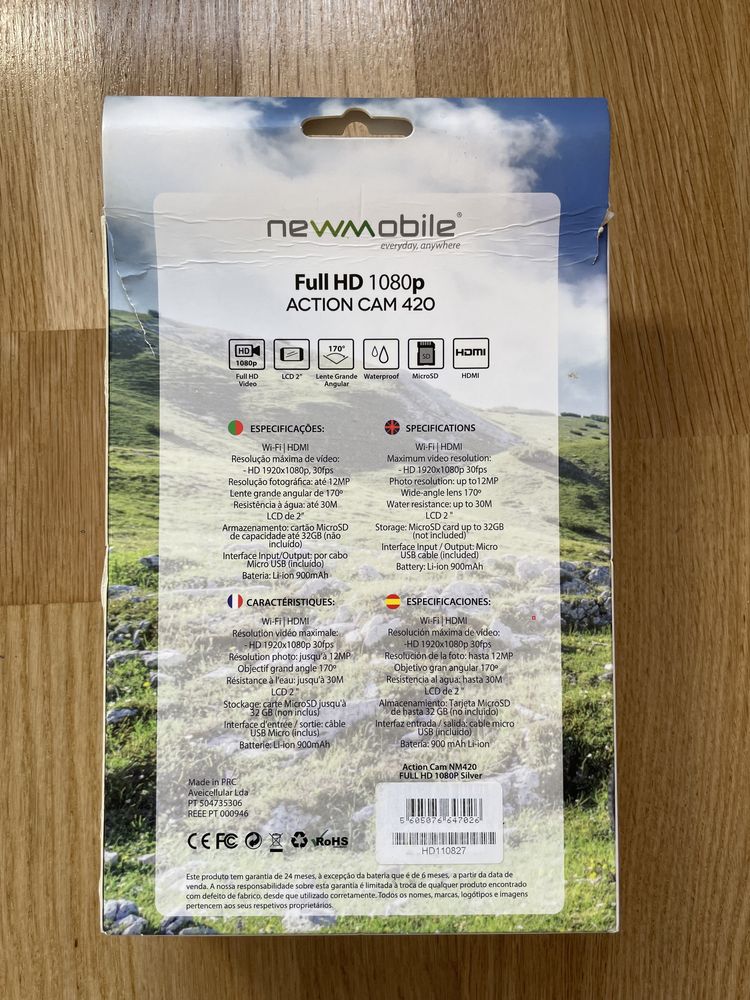 newmobile®
everyday, anywhere
Full HD 1080p
ACTION CAM 420
HD
1080p
170°
SD
HDMI
Full HD
Video
LCD 2"
Lente Grande
Angular
Waterproof
MicroSD
HDMI
ESPECIFICAÇÕES:
Wi-Fi | HDMI
Resolução máxima de vídeo:
- HD 1920x1080p, 30fps
Resolução fotográfica: até 12MP
Lente grande angular de 170º
Resistência à água: até 30M
LCD de 2"
Armazenamento: cartão MicroSD
de capacidade até 32GB (não
incluído)
Interface Input/Output: por cabo
Micro USB (incluído)
Bateria: Li-ion 900mAh
SPECIFICATIONS
Wi-Fi | HDMI
Maximum video resolution:
- HD 1920x1080p 30fps
Photo resolution: up to12MP
Wide-angle lens 170º
Water resistance: up to 30M
LCD 2 "
Storage: MicroSD card up to 32GB
(not included)
Interface Input / Output: Micro
USB cable (included)
Battery: Li-ion 900mAh
CARACTÉRISTIQUES:
Wi-Fi | HDMI
Résolution vidéo maximale:
-HD 1920x1080p 30fps
Résolution photo: jusqu'à 12MP
Objectif grand angle 170º
Résistance à l'eau: jusqu'à 30M
LCD 2 "
Stockage: carte MicroSD jusqu'à
32 GB (non inclus)
Interface d'entrée / sortie: câble
USB Micro (inclus)
Batterie: Li-ion 900mAh
ESPECIFICACIONES:
Wi-Fi | HDMI
Resolución máxima de vídeo:
-HD 1920x1080p 30fps
Resolución de la foto: hasta 12MP
Objetivo gran angular 170º
Resistencia al agua: hasta 30M
LCD de 2 "
Almacenamiento: Tarjeta MicroSD
de hasta 32 GB (no incluido)
Interfaz entrada / salida: cable micro
USB (incluido)
Bateria: 900 mAh Li-ion
Made in PRC
Aveicellular Lda
PT 504735306
REEE PT 000946
CE FC RoHS
Action Cam NM420
FULL HD 1080P Silver
5 605076 647026
HD110827
Este produto tem garantia de 24 meses, à excepção da bateria que é de 6 meses, a partir da data de
venda. A nossa responsabilidade sobre esta garantia é limitada à troca de qualquer produto encontrado
com defeito de fabrico, desde que utilizado corretamente. Todos os nomes, marcas, logótipos e imagens
pertencem aos seus respetivos proprietários.